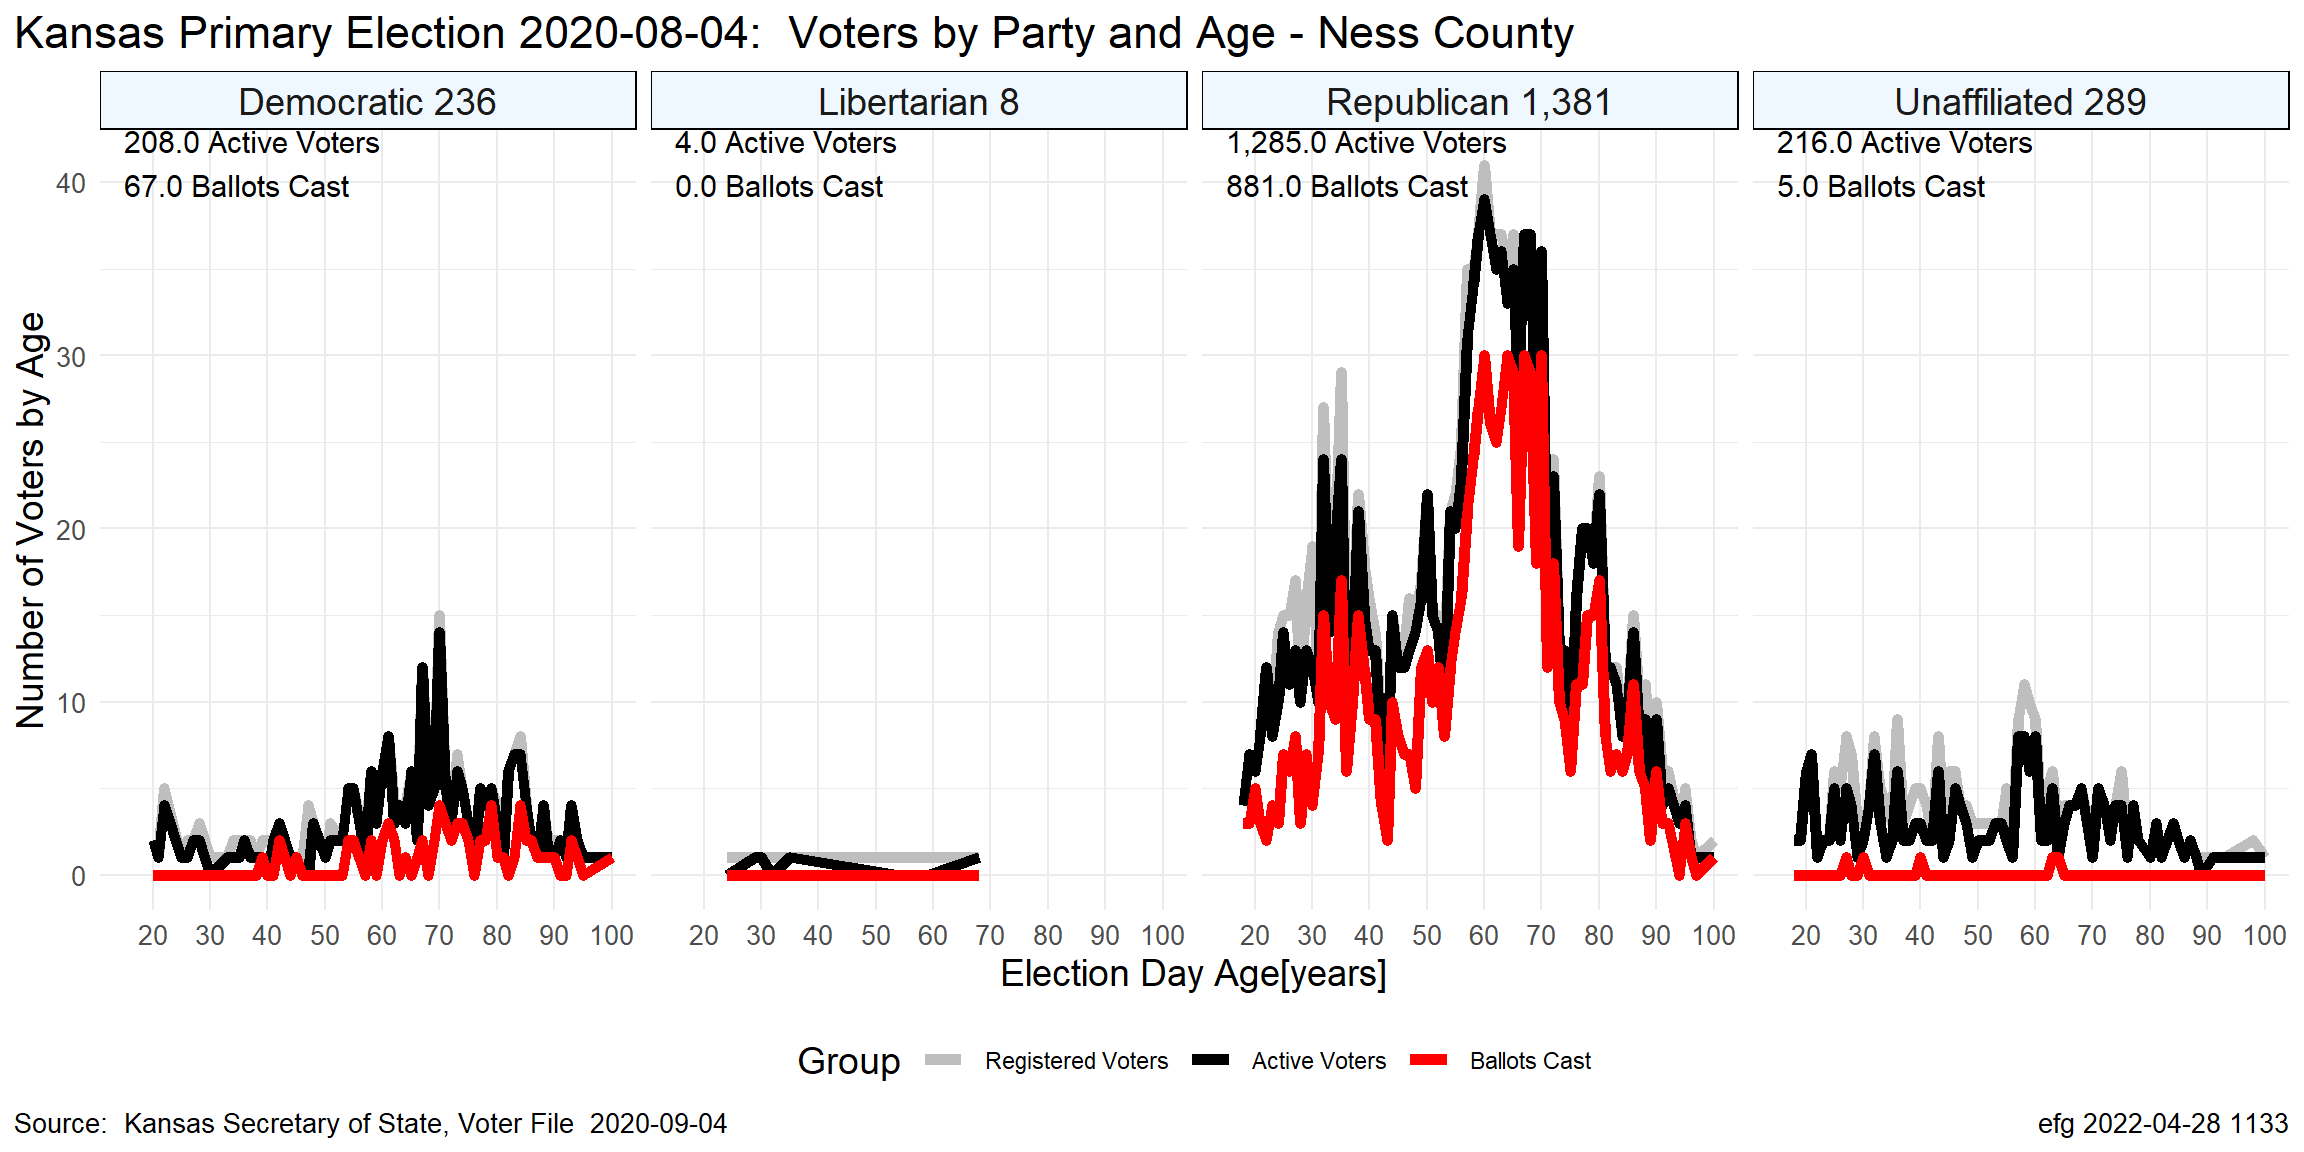 Kansas Primary Election 2020-08-04:  Voters by Party and Age - Ness County
Democratic 236
Libertarian 8
Republican 1,381
Unaffiliated 289
208.0 Active Voters
67.0 Ballots Cast
4.0 Active Voters
0.0 Ballots Cast
1,285.0 Active Voters
881.0 Ballots Cast
216.0 Active Voters
5.0 Ballots Cast
Number of Voters by Age
40
30
20
10
0
20 30 40 50 60 70 80 90 100
20 30 40 50 60 70 80 90 100
20 30 40 50 60 70 80 90 100
20 30 40 50 60 70 80 90 100
Election Day Age[years]
Group Registered Voters Active Voters Ballots Cast
Source:  Kansas Secretary of State, Voter File  2020-09-04
efg 2022-04-28 1133